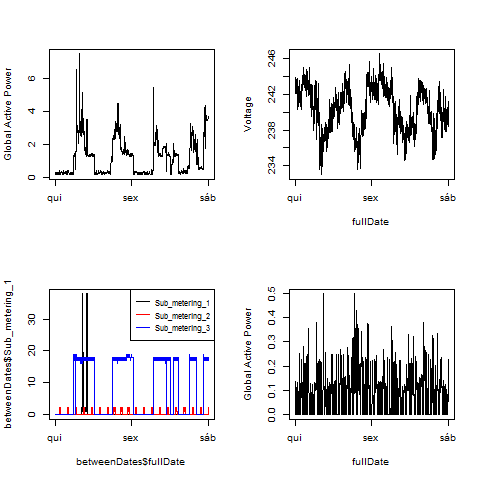 Global Active Power
0 2 4 6
qui sex sáb
Voltage
234 238 242 246
qui sex sáb
fullDate
betweenDates$Sub_metering_1
0 10 20 30
Sub_metering_1
Sub_metering_2
Sub_metering_3
qui sex sáb
betweenDates$fullDate
Global Active Power
0.0 0.1 0.2 0.3 0.4 0.5
qui sex sáb
fullDate